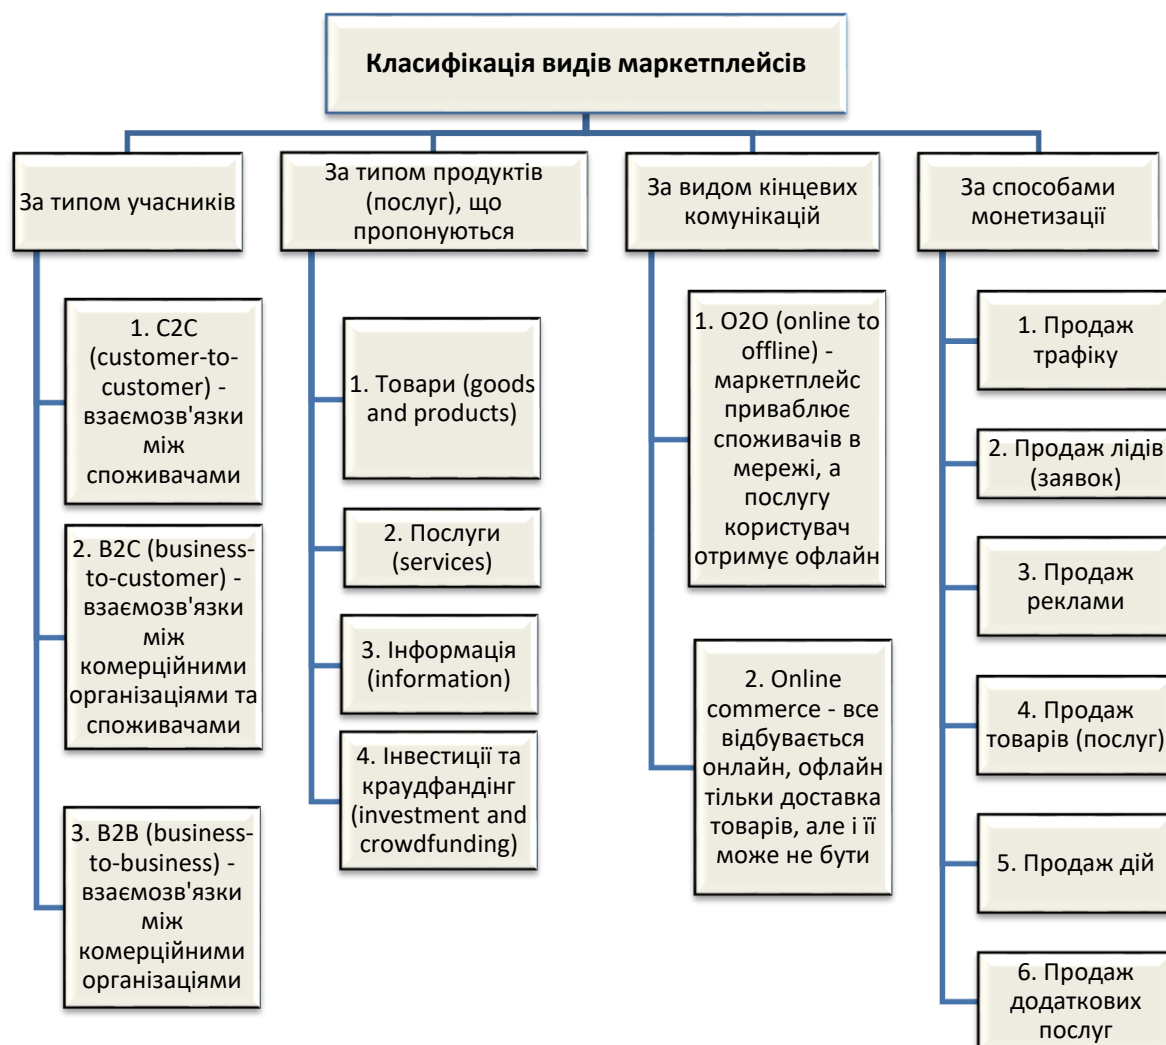 Класифікація видів маркетплейсів
За типом учасників
1. C2C
(customer-to-
customer) -
взаємозв'язки
між
споживачами
2. B2C (business-
to-customer) -
взаємозв'язки
між
комерційними
організаціями та
споживачами
3. B2B (business-
to-business) -
взаємозв'язки
між
комерційними
організаціями
За типом продуктів
(послуг), що
пропонуються
1. Товари (goods
and products)
2. Послуги
(services)
3. Інформація
(information)
4. Інвестиції та
краудфандінг
(investment and
crowdfunding)
За видом кінцевих
комунікацій
1. O2O (online to
offline) -
маркетплейс
приваблює
споживачів в
мережі, а
послугу
користувач
отримує офлайн
2. Online
commerce - все
відбувається
онлайн, офлайн
тільки доставка
товарів, але і її
може не бути
За способами
монетизації
1. Продаж
трафіку
2. Продаж лідів
(заявок)
3. Продаж
реклами
4. Продаж
товарів (послуг)
5. Продаж дій
6. Продаж
додаткових
послуг